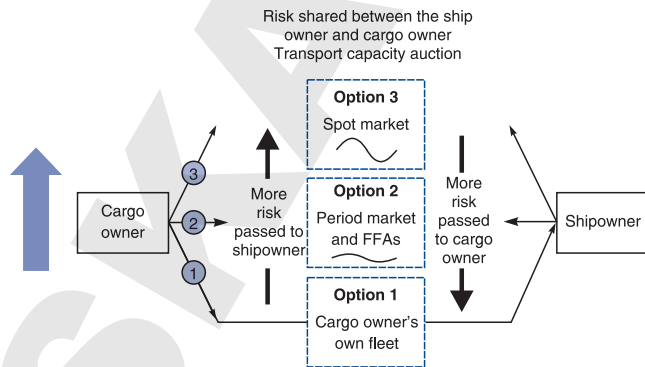 Risk shared between the ship
owner and cargo owner
Transport capacity auction
Option 3
Spot market
3
More
risk
passed to
shipowner
Cargo
owner
2
Option 2
Period market
and FFAs
More
risk
passed
to cargo
owner
Shipowner
1
Option 1
Cargo owner's
own fleet